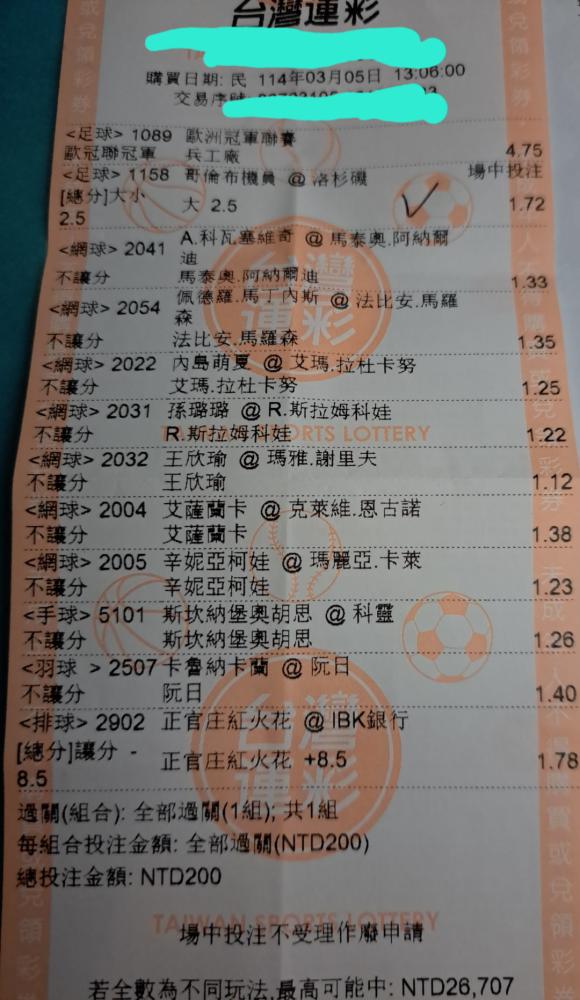 台灣運彩
購買日期: 民 114年03月05日 13:06:00
交易序號
<足球> 1089 歐洲冠軍聯賽
歐冠聯冠軍 兵工廠 4.75
<足球> 1158 哥倫布機員 @ 洛杉磯 場中投注
[總分]大小 大 2.5 1.72
2.5
<網球> 2041 A.科瓦塞維奇 @ 馬泰奧.阿納爾
迪
不讓分 馬泰奧.阿納爾迪 1.33
<網球> 2054 佩德羅.馬丁內斯 @ 法比安.馬羅
森
不讓分 法比安.馬羅森 1.35
<網球> 2022 內島萌夏 @ 艾瑪.拉杜卡努
不讓分 艾瑪.拉杜卡努 1.25
<網球> 2031 孫璐璐 @ R.斯拉姆科娃
不讓分 R.斯拉姆科娃 1.22
<網球> 2032 王欣瑜 @ 瑪雅.謝里夫
不讓分 王欣瑜 1.12
<網球> 2004 艾薩蘭卡 @ 克萊維.恩古諾
不讓分 艾薩蘭卡 1.38
<網球> 2005 辛妮亞柯娃 @ 瑪麗亞.卡萊
不讓分 辛妮亞柯娃 1.23
<手球> 5101 斯坎納堡奧胡思 @ 科靈
不讓分 斯坎納堡奧胡思 1.26
<羽球 > 2507 卡魯納卡蘭 @ 阮日
不讓分 阮日 1.40
<排球> 2902 正官庄紅火花 @ IBK銀行
[總分]讓分 - 正官庄紅火花 +8.5 1.78
8.5
過關(組合): 全部過關(1組); 共1組
每組合投注金額: 全部過關(NTD200)
總投注金額: NTD200
TAIWAN SPORTS LOTTERY
場中投注不受理作廢申請
若全數為不同玩法,最高可能中: NTD26,707